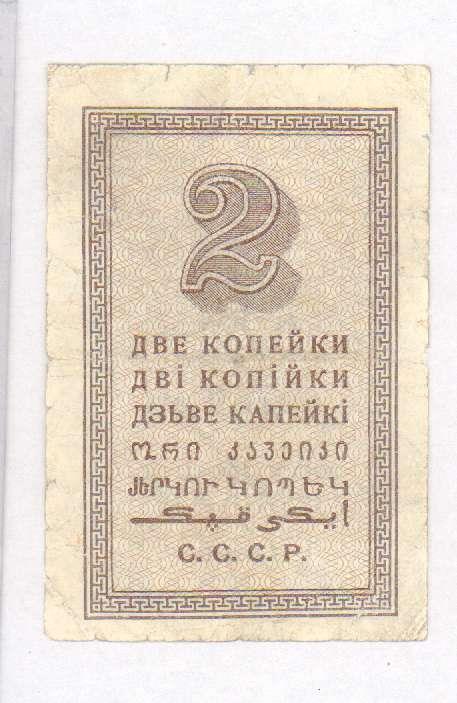 2
ДВЕ КОПЕЙКИ
ДВІ КОПІЙКИ
ДЗЬВЕ КАПЕЙКІ
ორი კაპეიკი
ԵՐԿՈՒ ԿՈՊԵԿ
ایکی قپیک
С. С. С. Р.